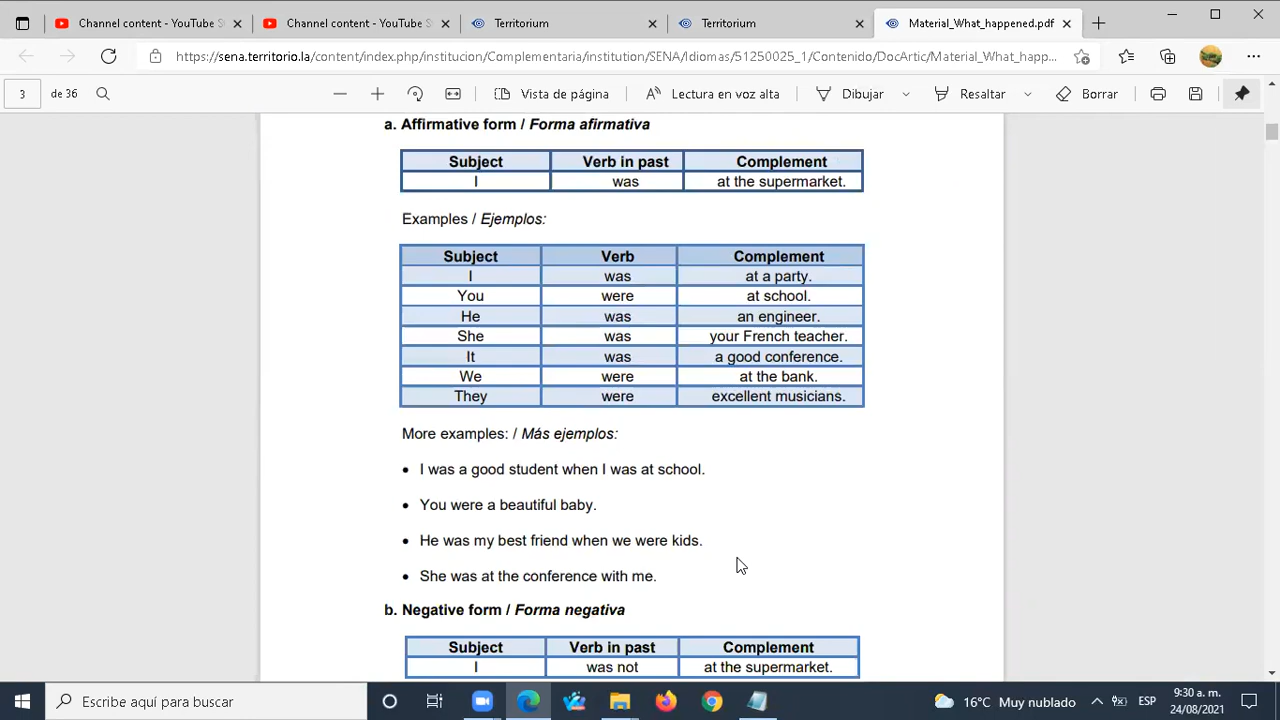 Channel content - YouTube S
Channel content - YouTube S
Territorium
Territorium
Material_What_happened.pdf
https://sena.territorio.la/content/index.php/institucion/Complementaria/institution/SENA/Idiomas/51250025_1/Contenido/DocArtic/Material_What_happ...
3 de 36
Vista de página
Lectura en voz alta
Dibujar
Resaltar
Borrar
a. Affirmative form / Forma afirmativa
Subject Verb in past Complement
I was at the supermarket.
Examples / Ejemplos:
Subject Verb Complement
I was at a party.
You were at school.
He was an engineer.
She was your French teacher.
It was a good conference.
We were at the bank.
They were excellent musicians.
More examples: / Más ejemplos:
• I was a good student when I was at school.
• You were a beautiful baby.
• He was my best friend when we were kids.
• She was at the conference with me.
b. Negative form / Forma negativa
Subject Verb in past Complement
I was not at the supermarket.
Escribe aquí para buscar
16°C Muy nublado
ESP
9:30 a. m.
24/08/2021